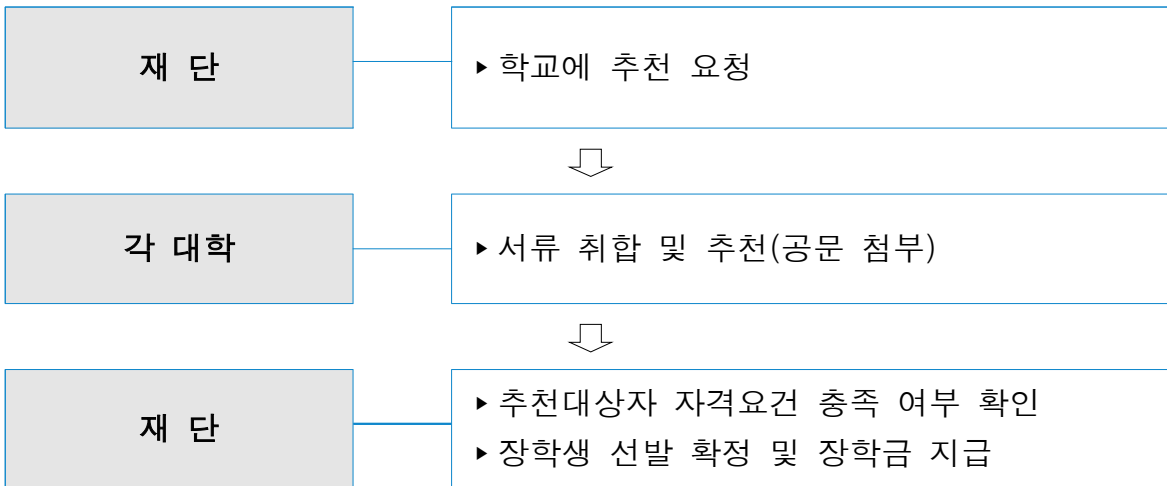 재 단
▸ 학교에 추천 요청
각 대학
▸ 서류 취합 및 추천(공문 첨부)
재 단
▸ 추천대상자 자격요건 충족 여부 확인
▸ 장학생 선발 확정 및 장학금 지급